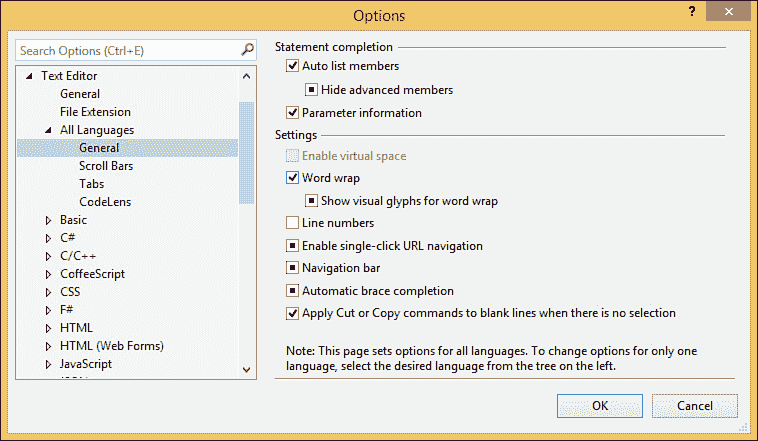 Options
?
Search Options (Ctrl+E)
Text Editor
General
File Extension
All Languages
General
Scroll Bars
Tabs
CodeLens
Basic
C#
C/C++
CoffeeScript
CSS
F#
HTML
HTML (Web Forms)
JavaScript
Statement completion
Auto list members
Hide advanced members
Parameter information
Settings
Enable virtual space
Word wrap
Show visual glyphs for word wrap
Line numbers
Enable single-click URL navigation
Navigation bar
Automatic brace completion
Apply Cut or Copy commands to blank lines when there is no selection
Note: This page sets options for all languages. To change options for only one
language, select the desired language from the tree on the left.
OK
Cancel